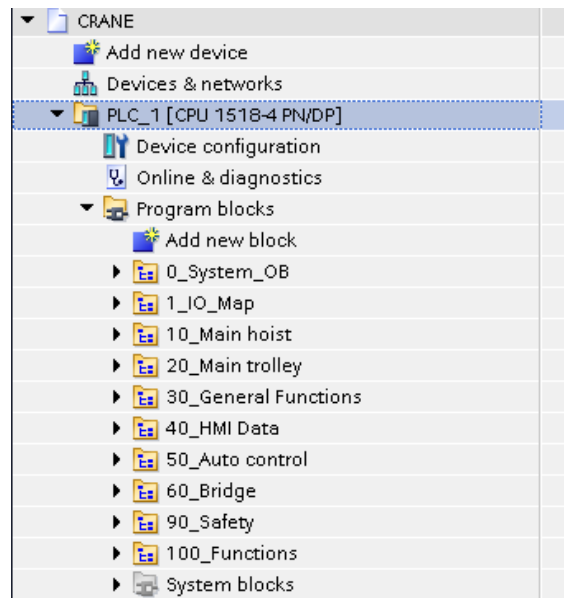 CRANE
Add new device
Devices & networks
PLC_1 [CPU 1518-4 PN/DP]
Device configuration
Online & diagnostics
Program blocks
Add new block
0_System_OB
1_IO_Map
10_Main hoist
20_Main trolley
30_General Functions
40_HMI Data
50_Auto control
60_Bridge
90_Safety
100_Functions
System blocks